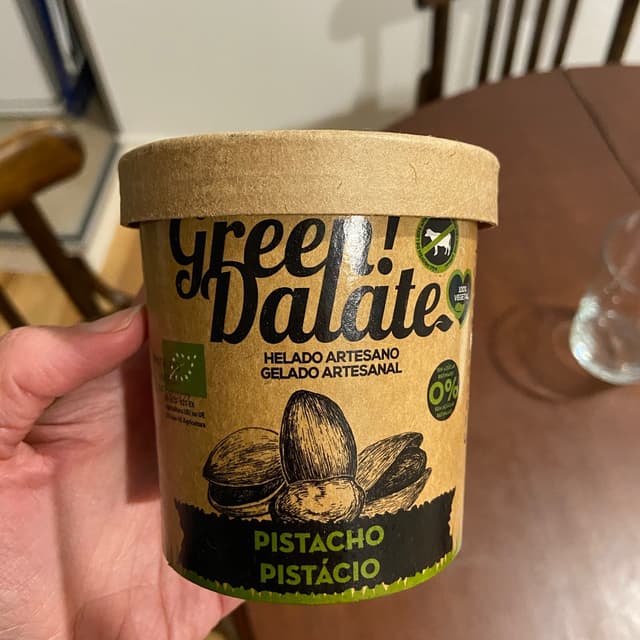 Green!
Dalate
100%
VEGETAL
HELADO ARTESANO
GELADO ARTESANAL
0%
PISTACHO
PISTÁCIO